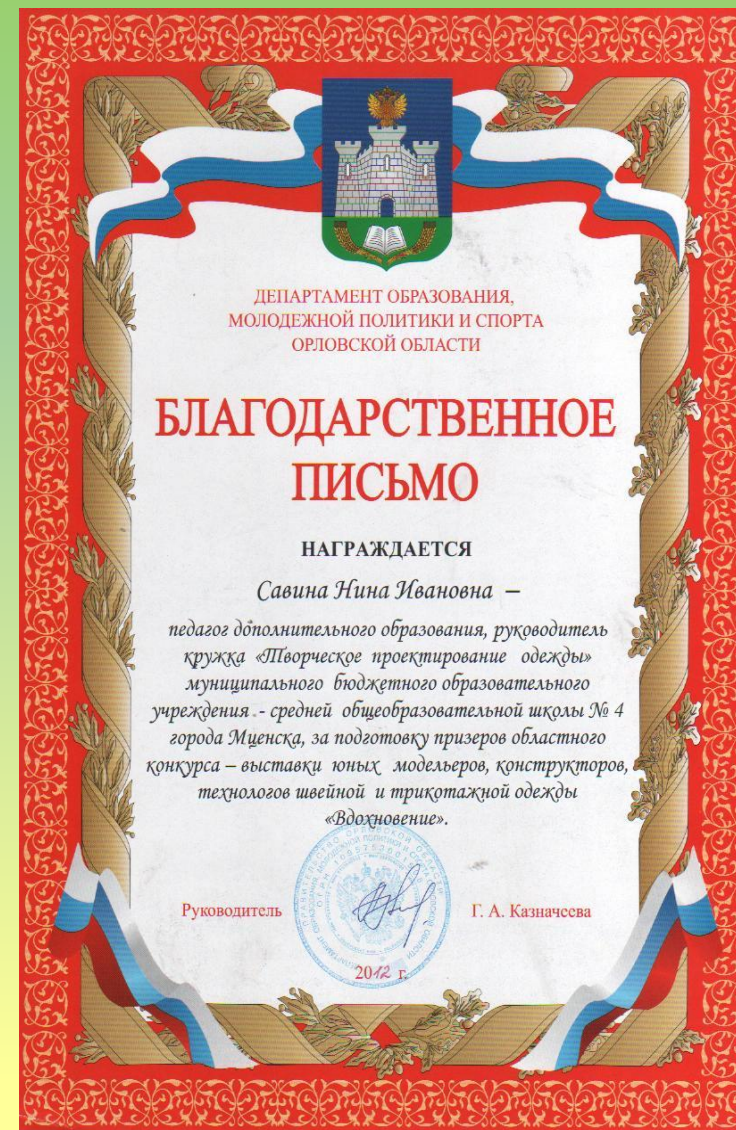 ДЕПАРТАМЕНТ ОБРАЗОВАНИЯ,
МОЛОДЕЖНОЙ ПОЛИТИКИ И СПОРТА
ОРЛОВСКОЙ ОБЛАСТИ
БЛАГОДАРСТВЕННОЕ
ПИСЬМО
НАГРАЖДАЕТСЯ
Савина Нина Ивановна –
педагог дополнительного образования, руководитель
кружка «Творческое проектирование одежды»
муниципального бюджетного образовательного
учреждения - средней общеобразовательной школы № 4
города Мценска, за подготовку призеров областного
конкурса – выставки юных модельеров, конструкторов,
технологов швейной и трикотажной одежды
«Вдохновение».
Руководитель Г. А. Казначеева
2012 г.